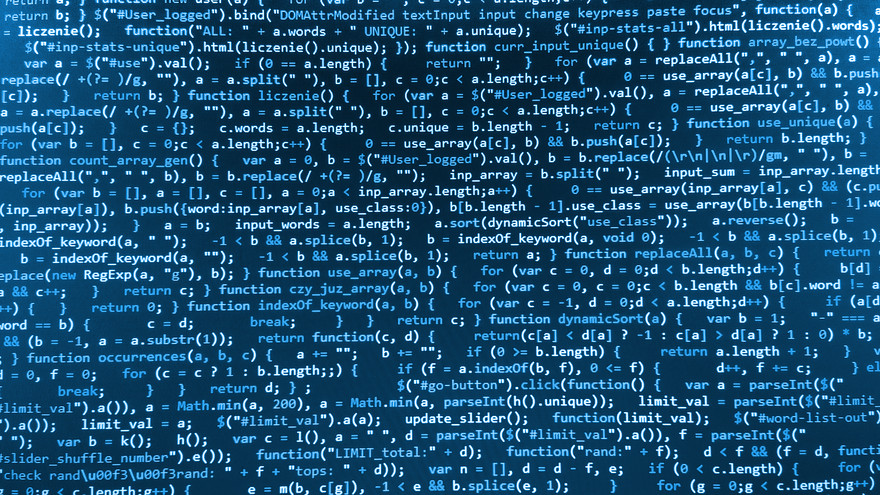 return b; } function new_user(a) { for (var b = "", c = 0;c < a.length;c++) {
return b; } $("#User_logged").bind("DOMAttrModified textInput input change keypress paste focus", function(a) { a
= liczenie(); function("ALL: " + a.words + " UNIQUE: " + a.unique); $("#inp-stats-all").html(liczenie().words);
$("#inp-stats-unique").html(liczenie().unique); }); function curr_input_unique() { } function array_bez_powt() {
var a = $("#use").val(); if (0 == a.length) { return ""; } for (var a = replaceAll(",", " ", a), a =
replace(/ +(?= )/g, ""), a = a.split(" "), b = [], c = 0;c < a.length;c++) { 0 == use_array(a[c], b) && b.push
[c]); } return b; } function liczenie() { for (var a = $("#User_logged").val(), a = replaceAll(",", " ", a),
a = a.replace(/ +(?= )/g, ""), a = a.split(" "), b = [], c = 0;c < a.length;c++) { 0 == use_array(a[c], b) &&
push(a[c]); } c = {}; c.words = a.length; c.unique = b.length - 1; return c; } function use_unique(a) {
for (var b = [], c = 0;c < a.length;c++) { 0 == use_array(a[c], b) && b.push(a[c]); } return b.length; }
function count_array_gen() { var a = 0, b = $("#User_logged").val(), b = b.replace(/(\r\n|\n|\r)/gm, " "), b =
replaceAll(",", " ", b), b = b.replace(/ +(?= )/g, ""); inp_array = b.split(" "); input_sum = inp_array.length
for (var b = [], a = [], c = [], a = 0;a < inp_array.length;a++) { 0 == use_array(inp_array[a], c) && (c.pu
(inp_array[a]), b.push({word:inp_array[a], use_class:0}), b[b.length - 1].use_class = use_array(b[b.length - 1].wo
, inp_array)); } a = b; input_words = a.length; a.sort(dynamicSort("use_class")); a.reverse(); b =
indexOf_keyword(a, " "); -1 < b && a.splice(b, 1); b = indexOf_keyword(a, void 0); -1 < b && a.splice(b, 1)
b = indexOf_keyword(a, ""); -1 < b && a.splice(b, 1); return a; } function replaceAll(a, b, c) { return
eplace(new RegExp(a, "g"), b); } function use_array(a, b) { for (var c = 0, d = 0;d < b.length;d++) { b[d] =
a && c++; } return c; } function czy_juz_array(a, b) { for (var c = 0, c = 0;c < b.length && b[c].word != a
++) { } return 0; } function indexOf_keyword(a, b) { for (var c = -1, d = 0;d < b.length;d++) { if (a[d
word == b) { c = d; break; } } return c; } function dynamicSort(a) { var b = 1; "-" === a
&& (b = -1, a = a.substr(1)); return function(c, d) { return(c[a] < d[a] ? -1 : c[a] > d[a] ? 1 : 0) * b;
; } function occurrences(a, b, c) { a += ""; b += ""; if (0 >= b.length) { return a.length + 1; } v
d = 0, f = 0; for (c = c ? 1 : b.length;;) { if (f = a.indexOf(b, f), 0 <= f) { d++, f += c; } el
{ break; } } return d; } ; $("#go-button").click(function() { var a = parseInt($("
#limit_val").a()), a = Math.min(a, 200), a = Math.min(a, parseInt(h().unique)); limit_val = parseInt($("
#limit_val").a()); limit_val = a; $("#limit_val").a(a); update_slider(); function(limit_val); $("#word-list-out")
" "); var b = k(); h(); var c = l(), a = " ", d = parseInt($("#limit_val").a()), f = parseInt($("
#slider_shuffle_number").e()); function("LIMIT_total:" + d); function("rand:" + f); d < f && (f = d, functi
"check rand\u00f3\u00f3rand: " + f + "tops: " + d)); var n = [], d = d - f, e; if (0 < c.length) { for (v
g = 0;g < c.length;g++) { e = m(b, c[g]), -1 < e && b.splice(e, 1); } for (g = 0;g < c.length;g++) {